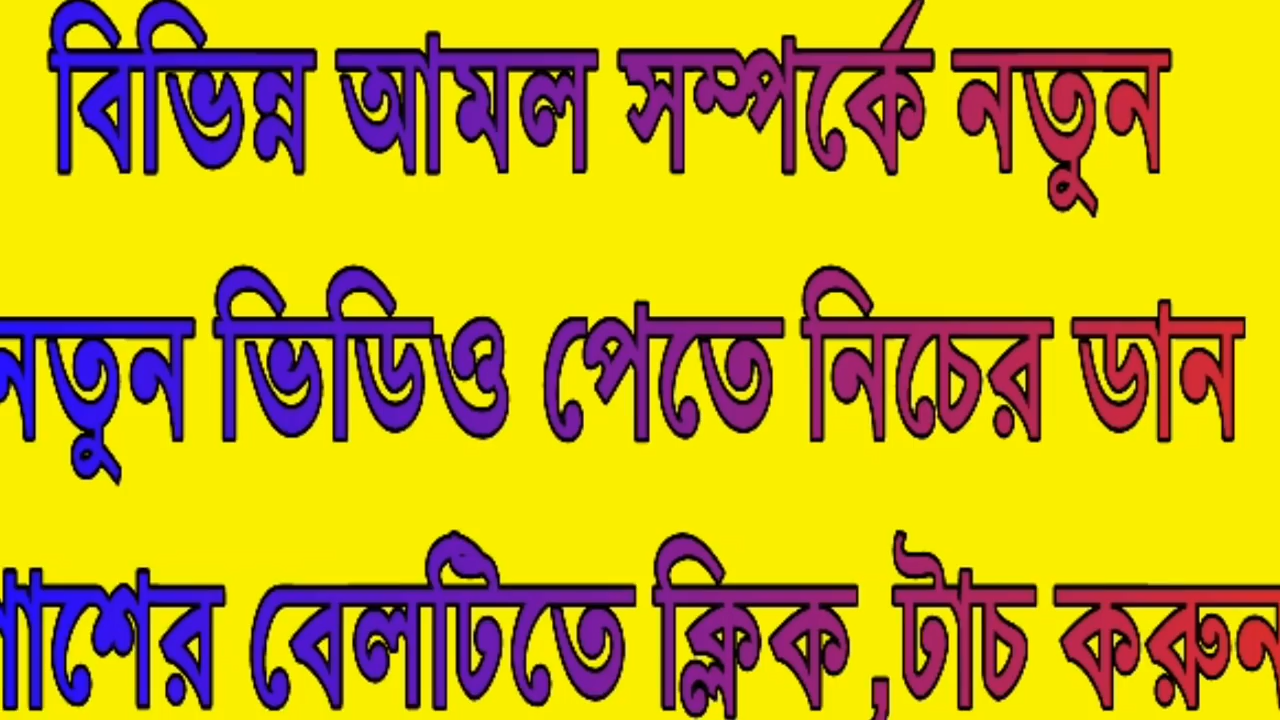 বিভিন্ন আমল সম্পর্কে নতুন
নতুন ভিডিও পেতে নিচের ডান
পাশের বেলটিতে ক্লিক ,টাচ করুন